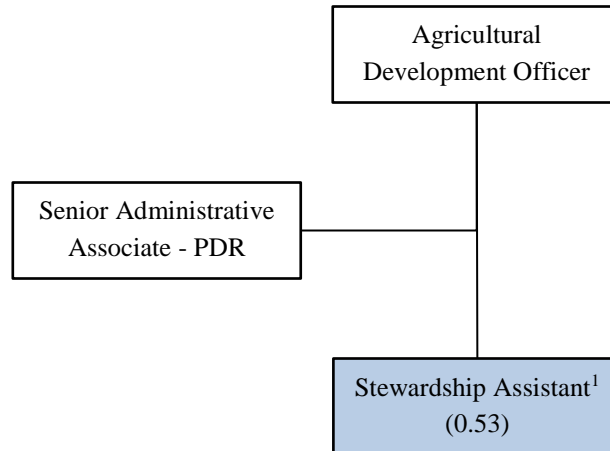 Agricultural
Development Officer
Senior Administrative
Associate - PDR
Stewardship Assistant¹
(0.53)